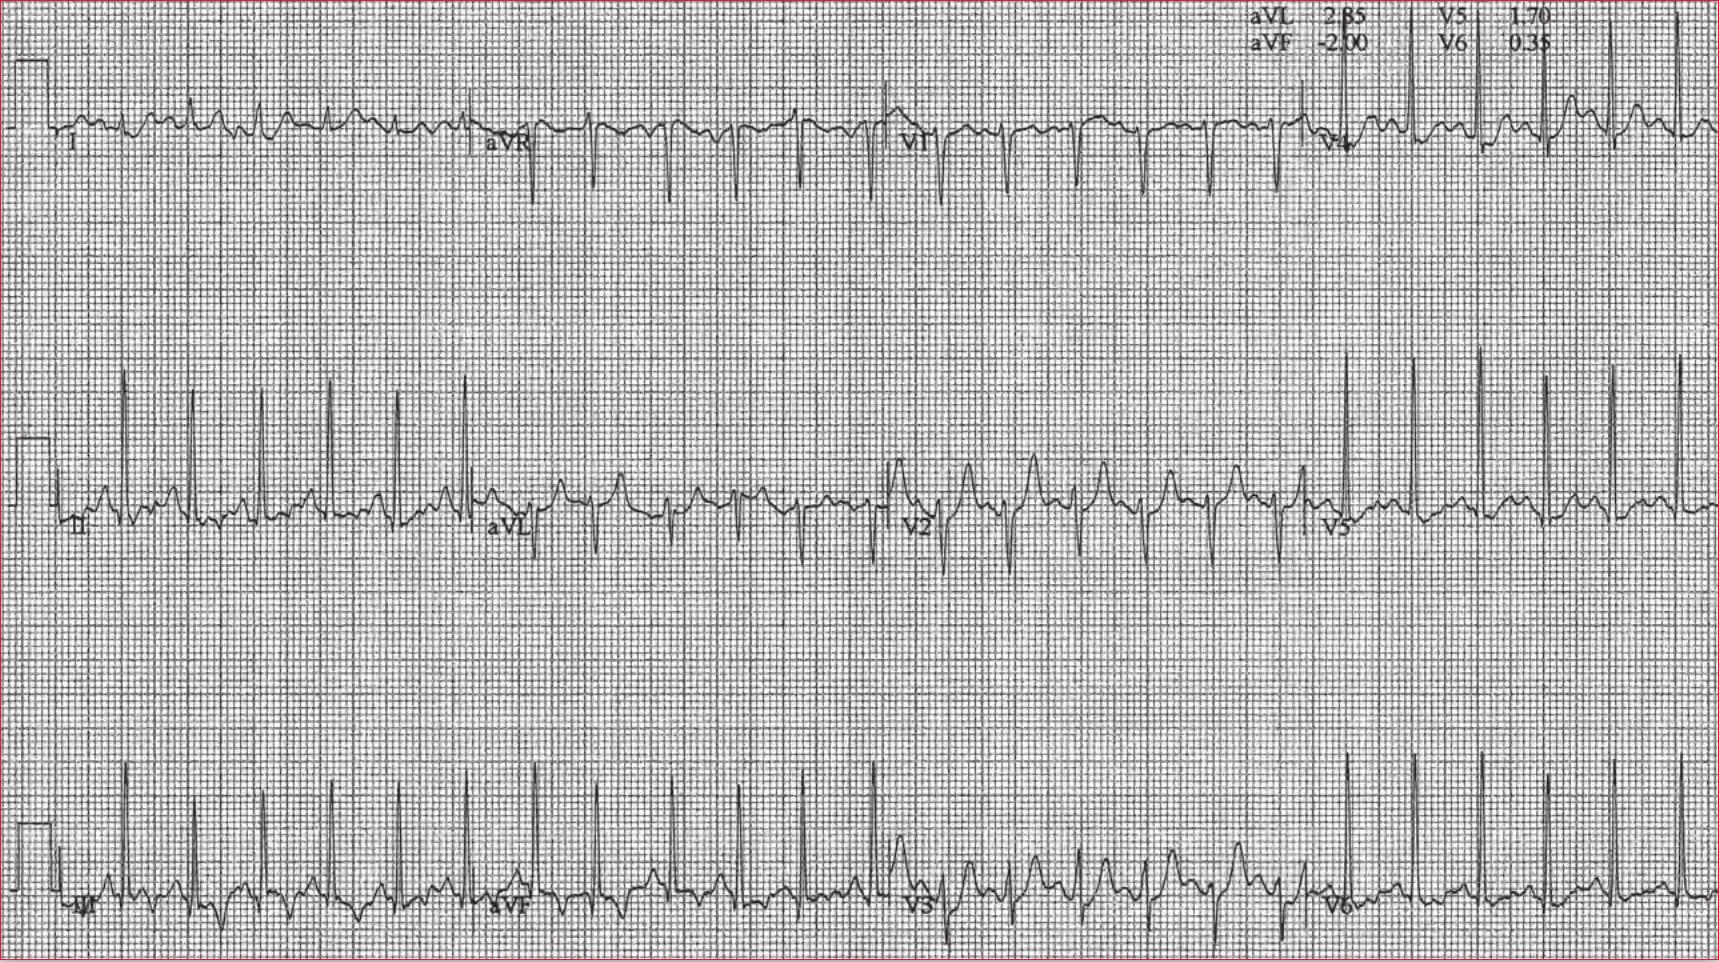 aVL 2.85 V5 1.70
aVF -2.00 V6 0.35
I aVR V1 V4
II aVL V2 V5
III aVF V3 V6